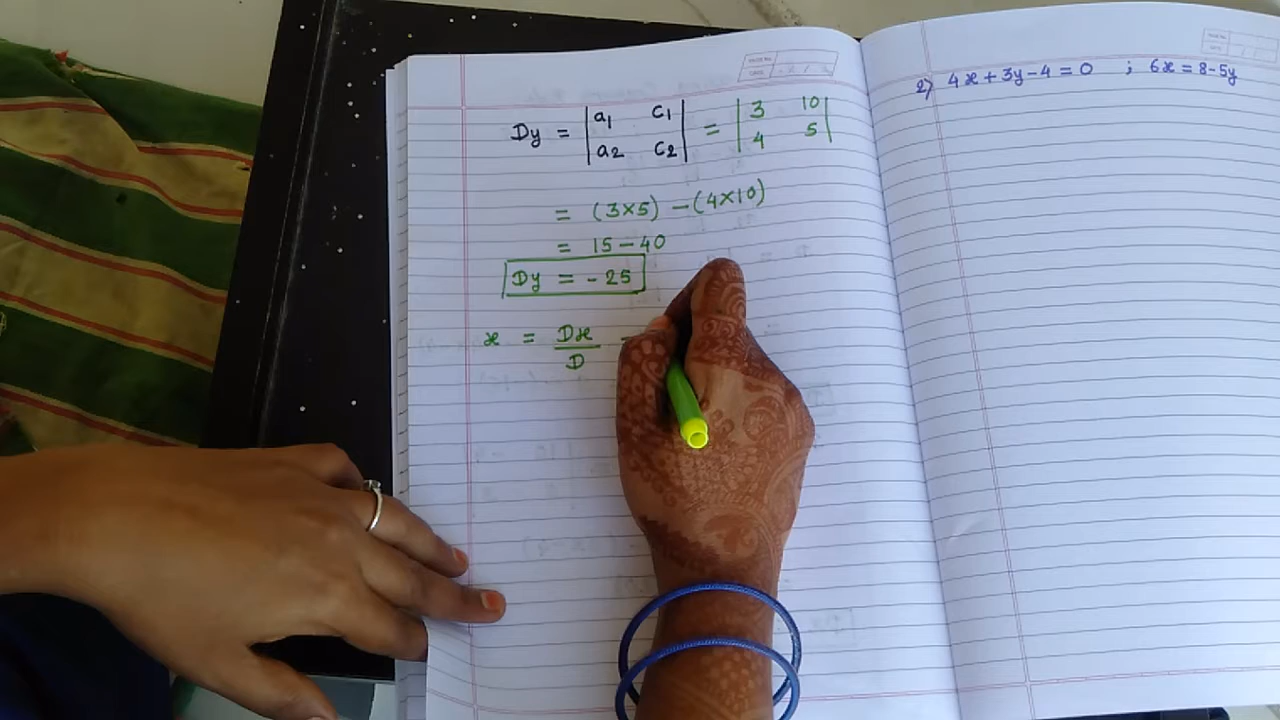 Dy = | a1 c1 | = | 3 10 |
| a2 c2 | | 4 5 |
= (3×5) - (4×10)
= 15 - 40
Dy = - 25
x = Dx/D
2) 4x + 3y - 4 = 0 ; 6x = 8 - 5y